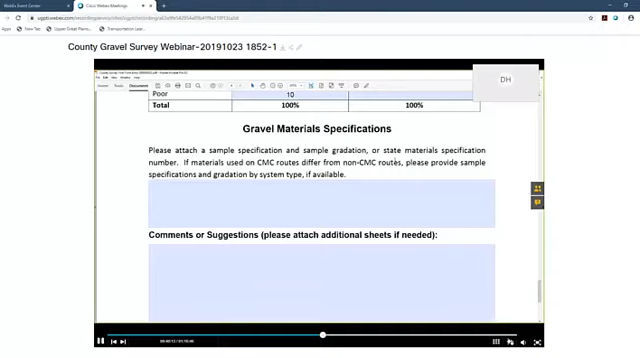 Cisco Webex Meetings
New Tab
County Gravel Survey Webinar-20191023 1852-1
DH
Poor 10
Total 100% 100%
Gravel Materials Specifications
Please attach a sample specification and sample gradation, or state materials specification
number. If materials used on CMC routes differ from non-CMC routes, please provide sample
specifications and gradation by system type, if available.
Comments or Suggestions (please attach additional sheets if needed):